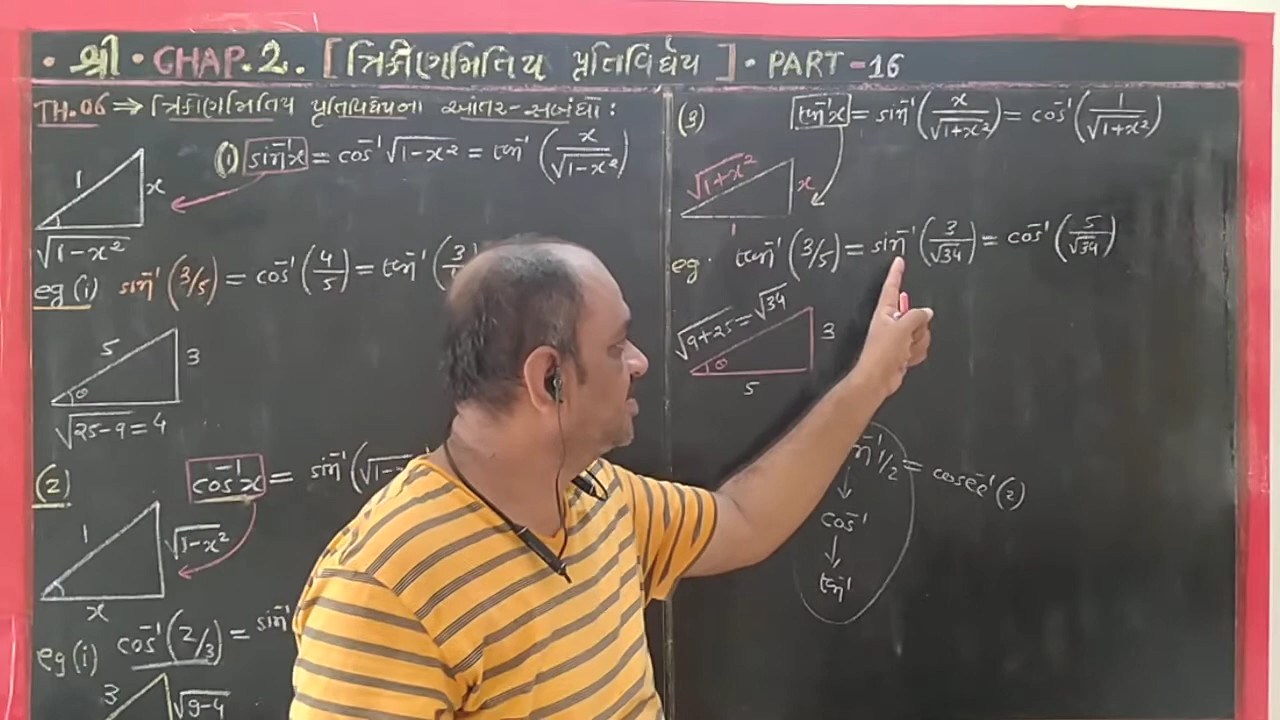 • શ્રી • CHAP. 2. [ત્રિકોણમિતિય પ્રતિવિધેય] • PART - 16
TH.06 ⇒ ત્રિકોણમિતિય પ્રતિવિધેયના આંતર-સબંધો :
(1) sin⁻¹x = cos⁻¹√(1-x²) = tan⁻¹(x/√(1-x²))
1
x
√(1-x²)
eg (i) sin⁻¹(3/5) = cos⁻¹(4/5) = tan⁻¹(3/
5
3
θ
√(25-9) = 4
(2) cos⁻¹x = sin⁻¹(√(1-x²
1
√(1-x²)
x
eg (i) cos⁻¹(2/3) = sin⁻¹
3
√(9-4)
(3) tan⁻¹x = sin⁻¹(x/√(1+x²)) = cos⁻¹(1/√(1+x²))
√(1+x²)
x
1
eg. tan⁻¹(3/5) = sin⁻¹(3/√34) = cos⁻¹(5/√34)
√(9+25) = √34
3
θ
5
n⁻¹1/2 = cosec⁻¹(2)
↓
cos⁻¹
↓
tan⁻¹